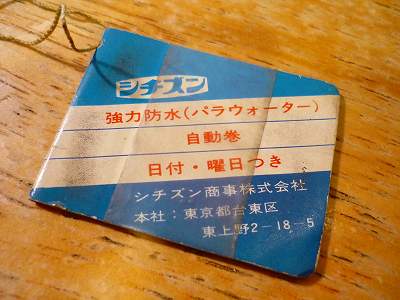 シチズン
強力防水(パラウォーター)
自動巻
日付・曜日つき
シチズン商事株式会社
本社：東京都台東区
東上野2-18-5